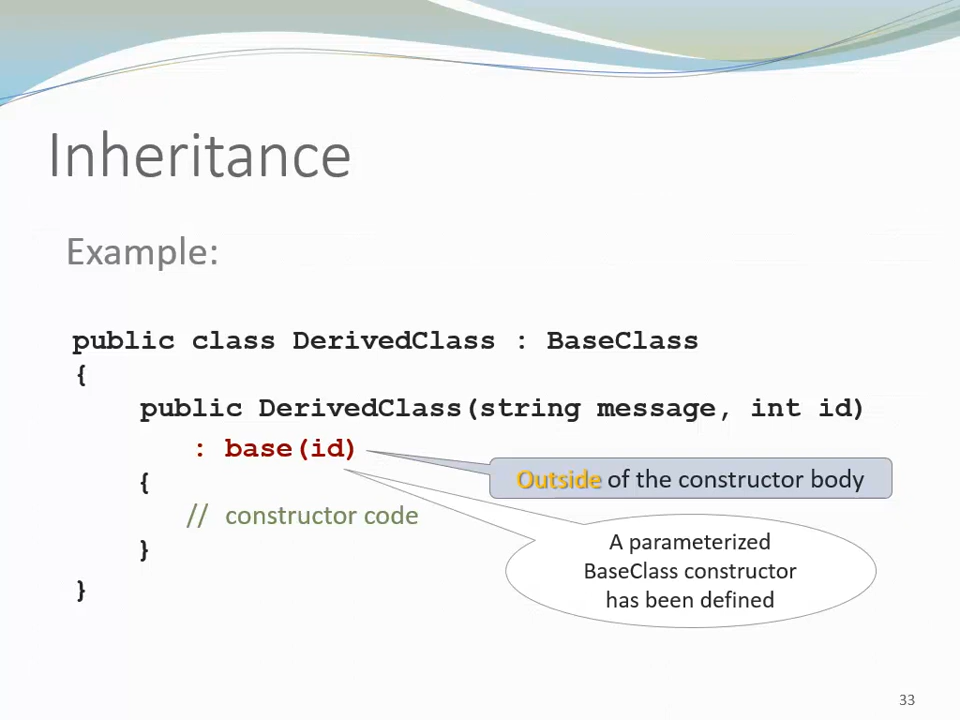 Inheritance
Example:
public class DerivedClass : BaseClass
{
public DerivedClass(string message, int id)
: base(id)
Outside of the constructor body
{
// constructor code
}
A parameterized
BaseClass constructor
has been defined
}
33